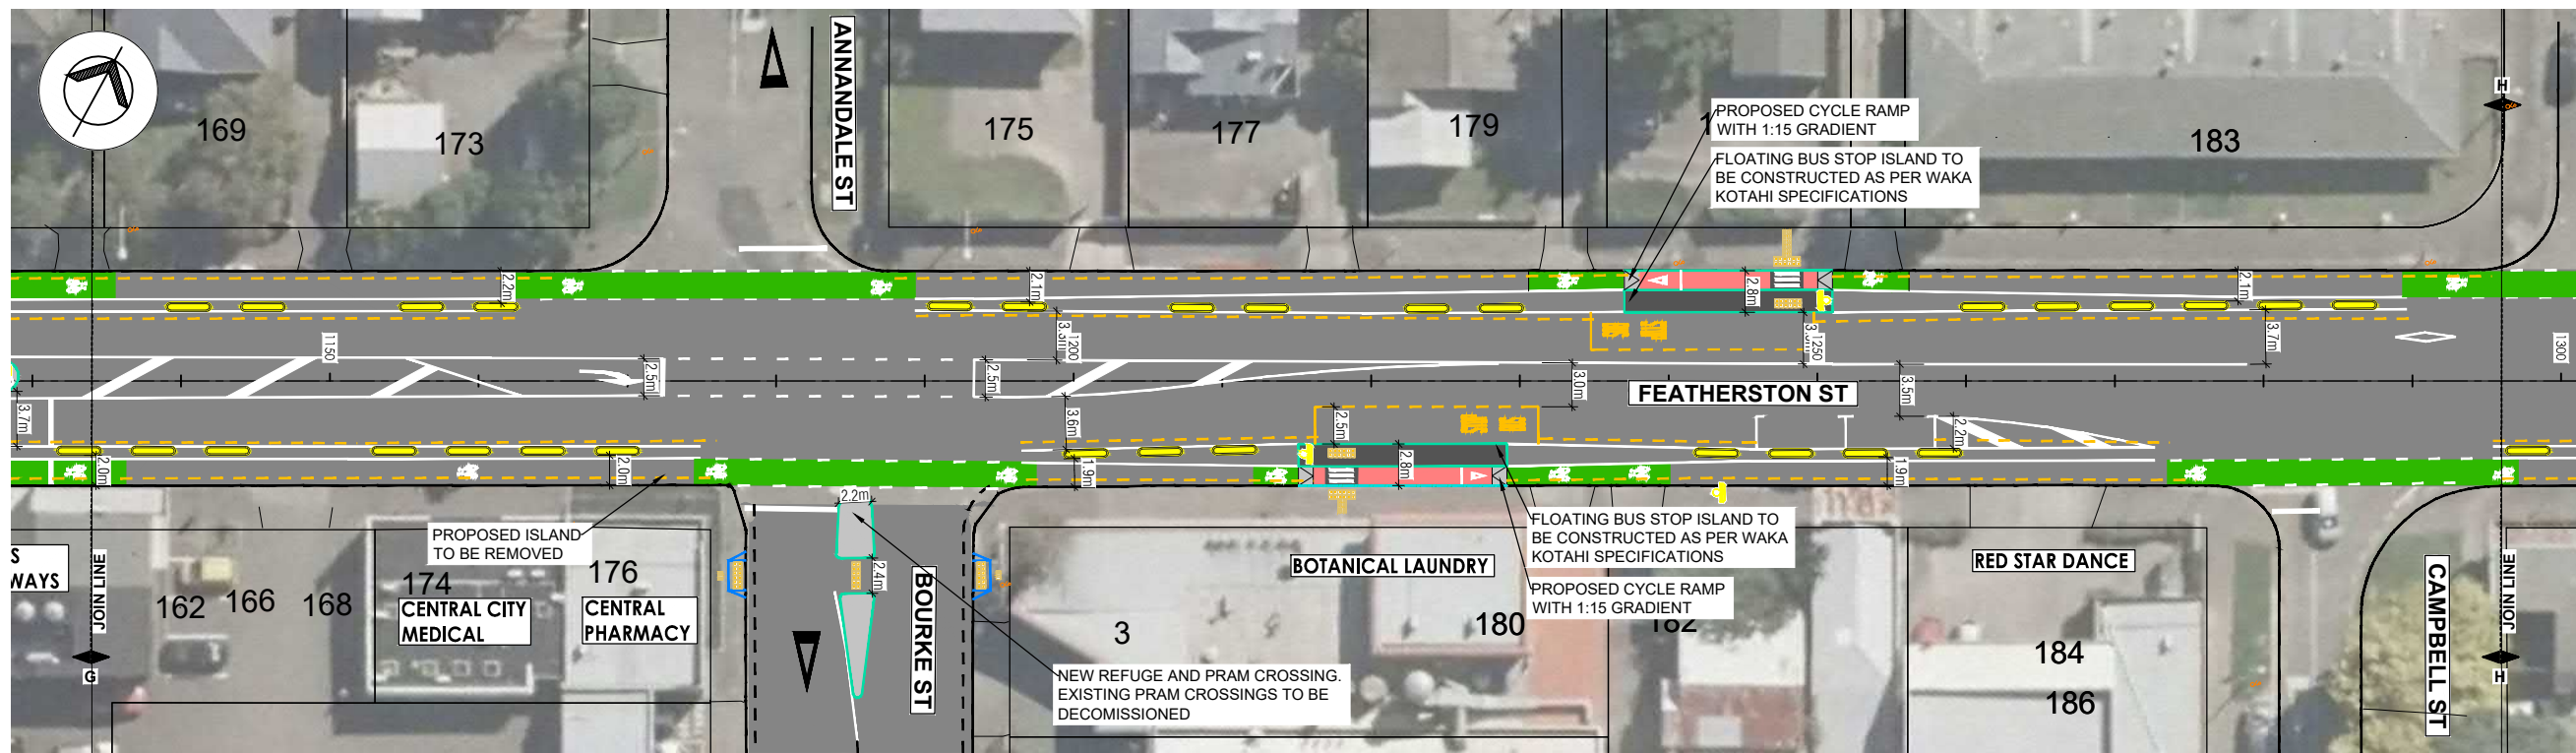 ANNANDALE ST
169
173
175
177
179
183
PROPOSED CYCLE RAMP
WITH 1:15 GRADIENT
FLOATING BUS STOP ISLAND TO
BE CONSTRUCTED AS PER WAKA
KOTAHI SPECIFICATIONS
H
2.2m
2.1m
2.8m
2.1m
1150
1200
1250
1300
3.3m
3.7m
2.5m
2.5m
3.0m
3.5m
FEATHERSTON ST
3.7m
3.6m
2.5m
2.2m
2.0m
2.0m
1.9m
2.8m
1.9m
2.2m
2.4m
PROPOSED ISLAND
TO BE REMOVED
S
WAYS
JOIN LINE
G
162
166
168
174
CENTRAL CITY
MEDICAL
176
CENTRAL
PHARMACY
BOURKE ST
NEW REFUGE AND PRAM CROSSING.
EXISTING PRAM CROSSINGS TO BE
DECOMISSIONED
3
BOTANICAL LAUNDRY
180
FLOATING BUS STOP ISLAND TO
BE CONSTRUCTED AS PER WAKA
KOTAHI SPECIFICATIONS
PROPOSED CYCLE RAMP
WITH 1:15 GRADIENT
182
RED STAR DANCE
184
186
CAMPBELL ST
JOIN LINE
H